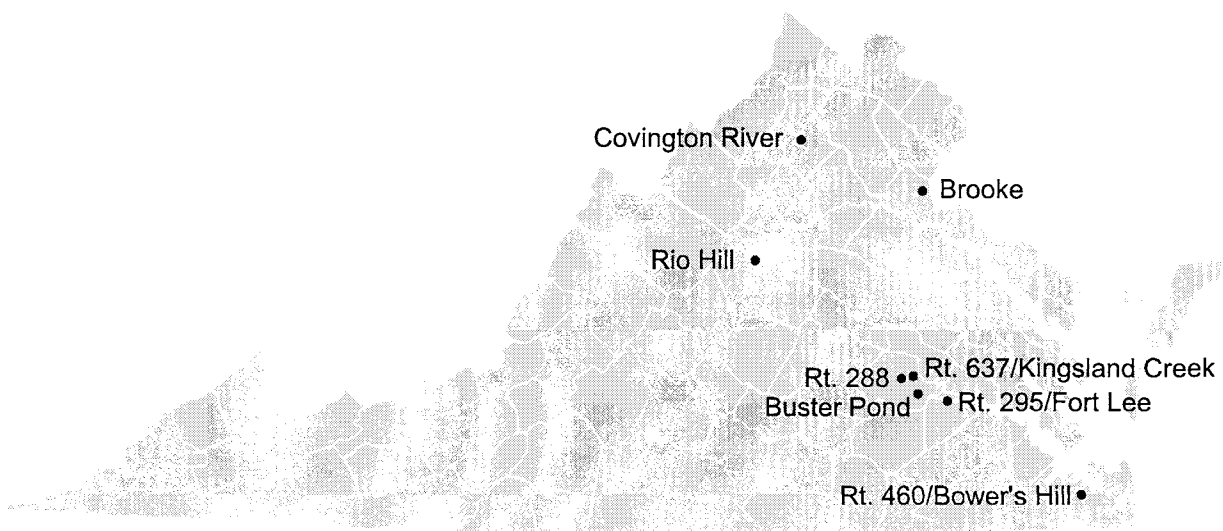 Covington River
Brooke
Rio Hill
Rt. 637/Kingsland Creek
Rt. 288
Buster Pond
Rt. 295/Fort Lee
Rt. 460/Bower's Hill